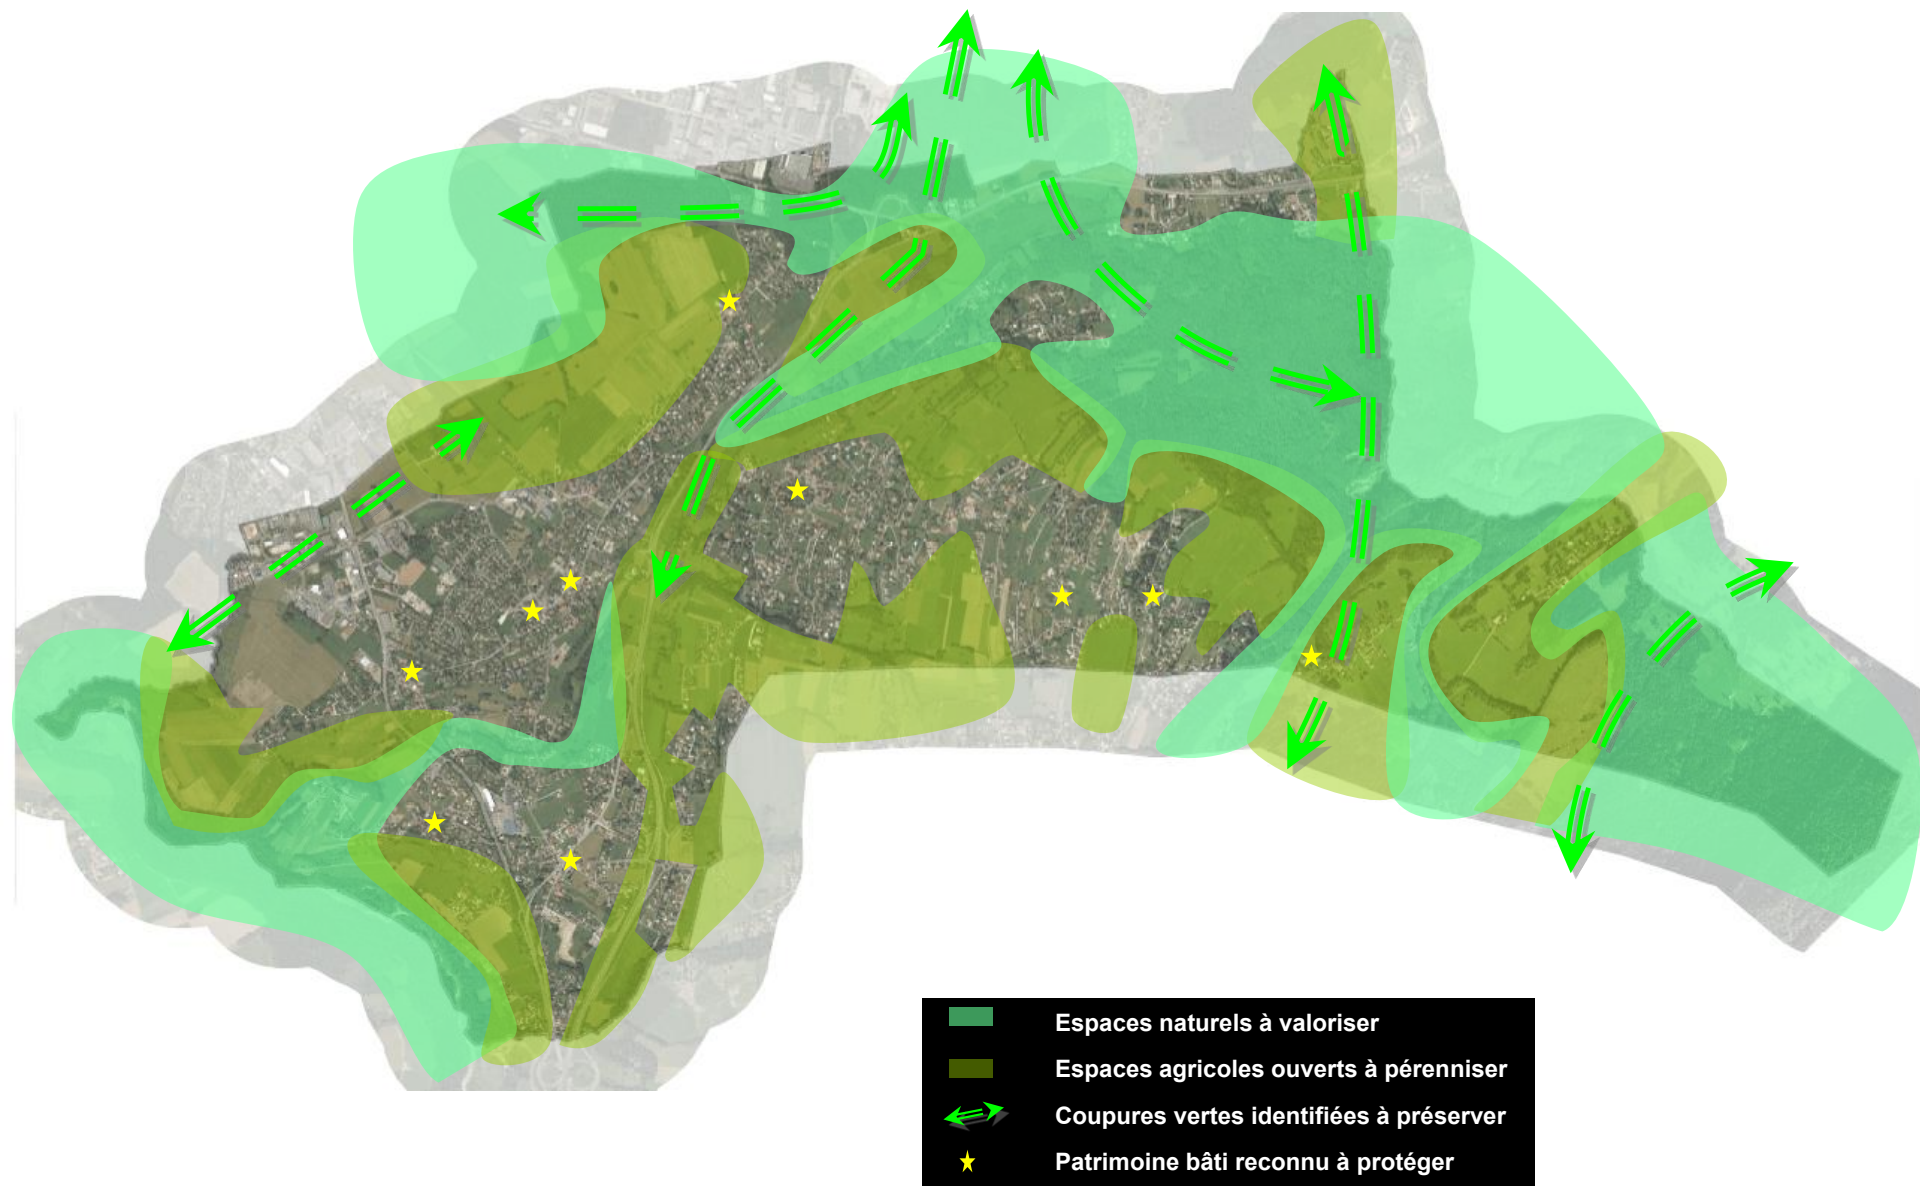 Espaces naturels à valoriser
Espaces agricoles ouverts à pérenniser
Coupures vertes identifiées à préserver
Patrimoine bâti reconnu à protéger